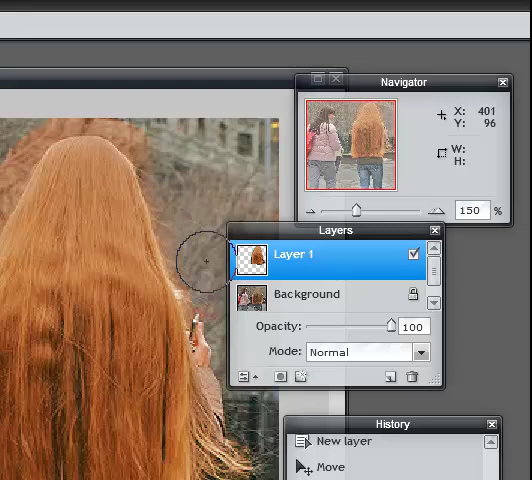 Navigator
X: 401
Y: 96
W:
H:
150 %
Layers
Layer 1
Background
Opacity: 100
Mode: Normal
History
New layer
Move